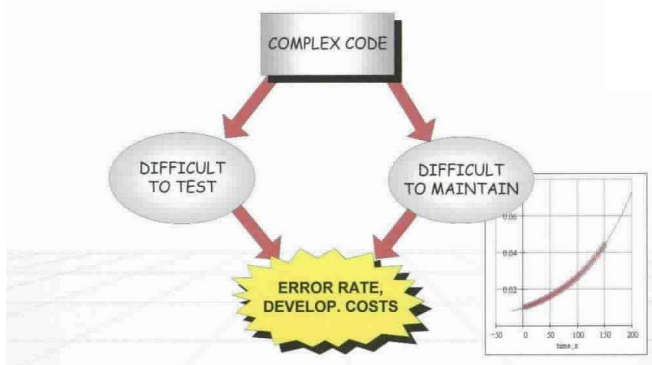 COMPLEX CODE
DIFFICULT
TO TEST
DIFFICULT
TO MAINTAIN
ERROR RATE,
DEVELOP. COSTS
0.06
0.04
0.02
-50
0
50
100
150
200